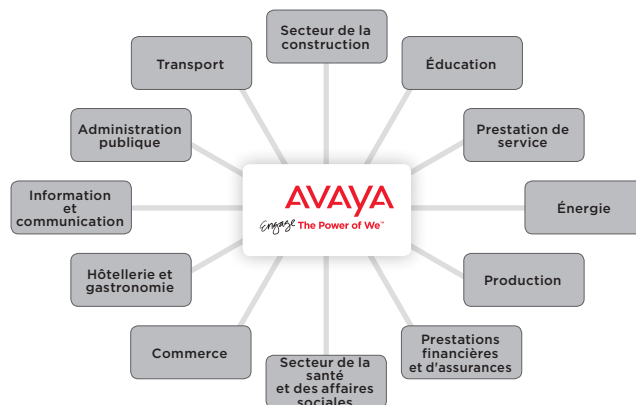 Secteur de la
construction
Transport
Éducation
Administration
publique
Prestation de
service
AVAYA
Engage The Power of We™
Information
et
communication
Énergie
Hôtellerie et
gastronomie
Production
Commerce
Prestations
financières
et d'assurances
Secteur de la
santé
et des affaires
sociales